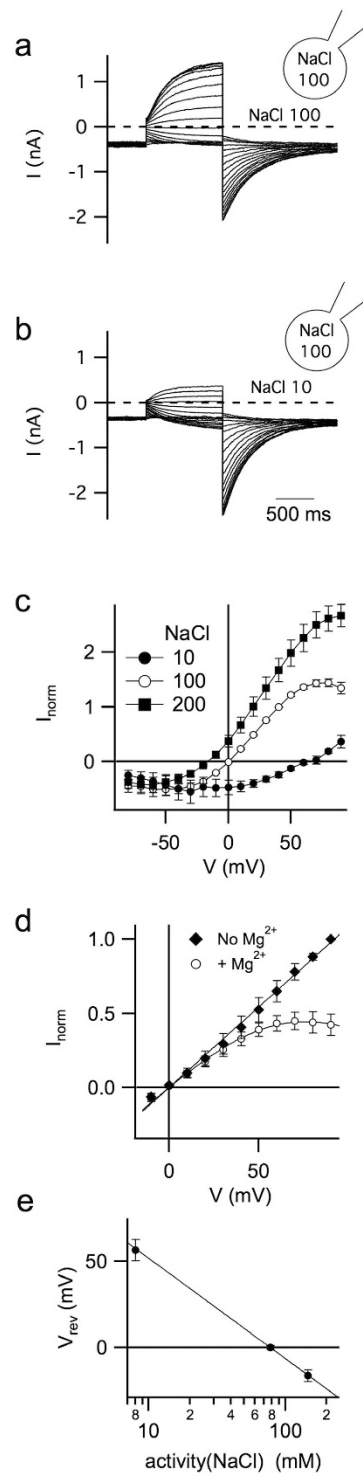 a
NaCl
100
1
0
-1
-2
I (nA)
NaCl 100
b
NaCl
100
1
0
-1
-2
I (nA)
NaCl 10
500 ms
c
NaCl
10
100
200
2
1
0
I norm
-50
0
50
V (mV)
d
No Mg²⁺
+ Mg²⁺
1.0
0.5
0.0
I norm
0
50
V (mV)
e
50
0
V rev (mV)
8
10
2
4
6
8
100
2
activity(NaCl) (mM)